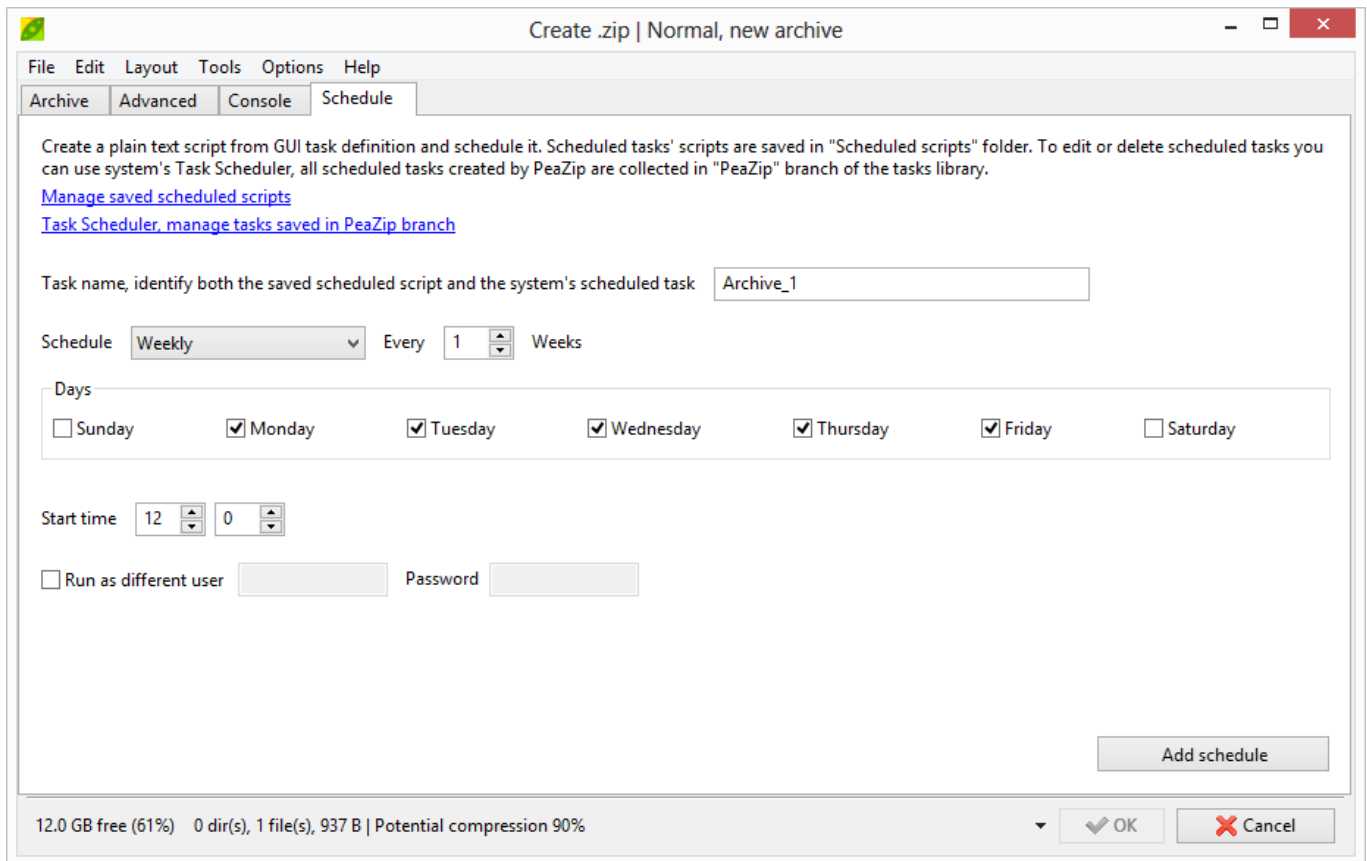 Create .zip | Normal, new archive
File Edit Layout Tools Options Help
Archive Advanced Console Schedule
Create a plain text script from GUI task definition and schedule it. Scheduled tasks' scripts are saved in "Scheduled scripts" folder. To edit or delete scheduled tasks you
can use system's Task Scheduler, all scheduled tasks created by PeaZip are collected in "PeaZip" branch of the tasks library.
Manage saved scheduled scripts
Task Scheduler, manage tasks saved in PeaZip branch
Task name, identify both the saved scheduled script and the system's scheduled task Archive_1
Schedule Weekly Every 1 Weeks
Days
Sunday Monday Tuesday Wednesday Thursday Friday Saturday
Start time 12 0
Run as different user Password
Add schedule
12.0 GB free (61%) 0 dir(s), 1 file(s), 937 B | Potential compression 90% OK Cancel